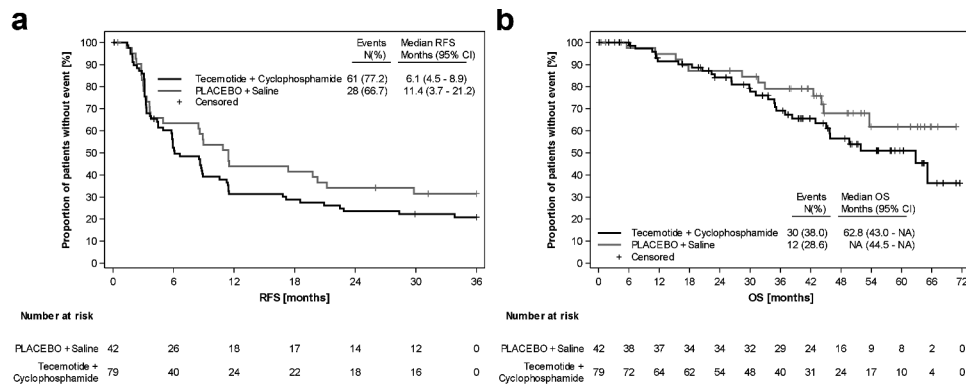 a
Events N(%)
Median RFS Months (95% CI)
Tecemotide + Cyclophosphamide 61 (77.2) 6.1 (4.5 - 8.9)
PLACEBO + Saline 28 (66.7) 11.4 (3.7 - 21.2)
+ Censored
Proportion of patients without event [%]
100
90
80
70
60
50
40
30
20
10
0
0 6 12 18 24 30 36
RFS [months]
Number at risk
PLACEBO + Saline 42 26 18 17 14 12 0
Tecemotide +
Cyclophosphamide 79 40 24 22 18 16 0
b
Proportion of patients without event [%]
100
90
80
70
60
50
40
30
20
10
0
Events N(%)
Median OS Months (95% CI)
Tecemotide + Cyclophosphamide 30 (38.0) 62.8 (43.0 - NA)
PLACEBO + Saline 12 (28.6) NA (44.5 - NA)
+ Censored
0 6 12 18 24 30 36 42 48 54 60 66 72
OS [months]
Number at risk
PLACEBO + Saline 42 38 37 34 34 32 29 24 16 9 8 2 0
Tecemotide +
Cyclophosphamide 79 72 64 62 54 48 40 31 24 17 10 4 0